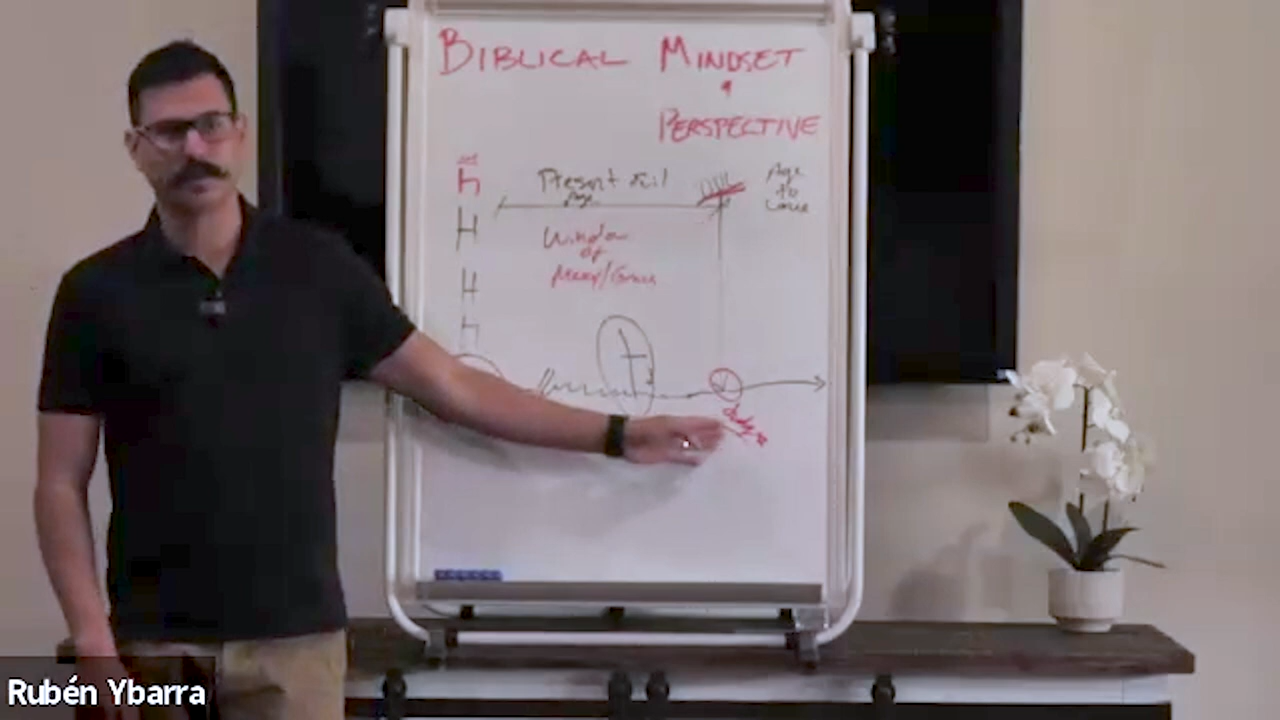 BIBLICAL MINDSET
&
PERSPECTIVE
Present Evil
Age
Age
to
Come
H
Window
of
Mercy/Grace
H
Rubén Ybarra